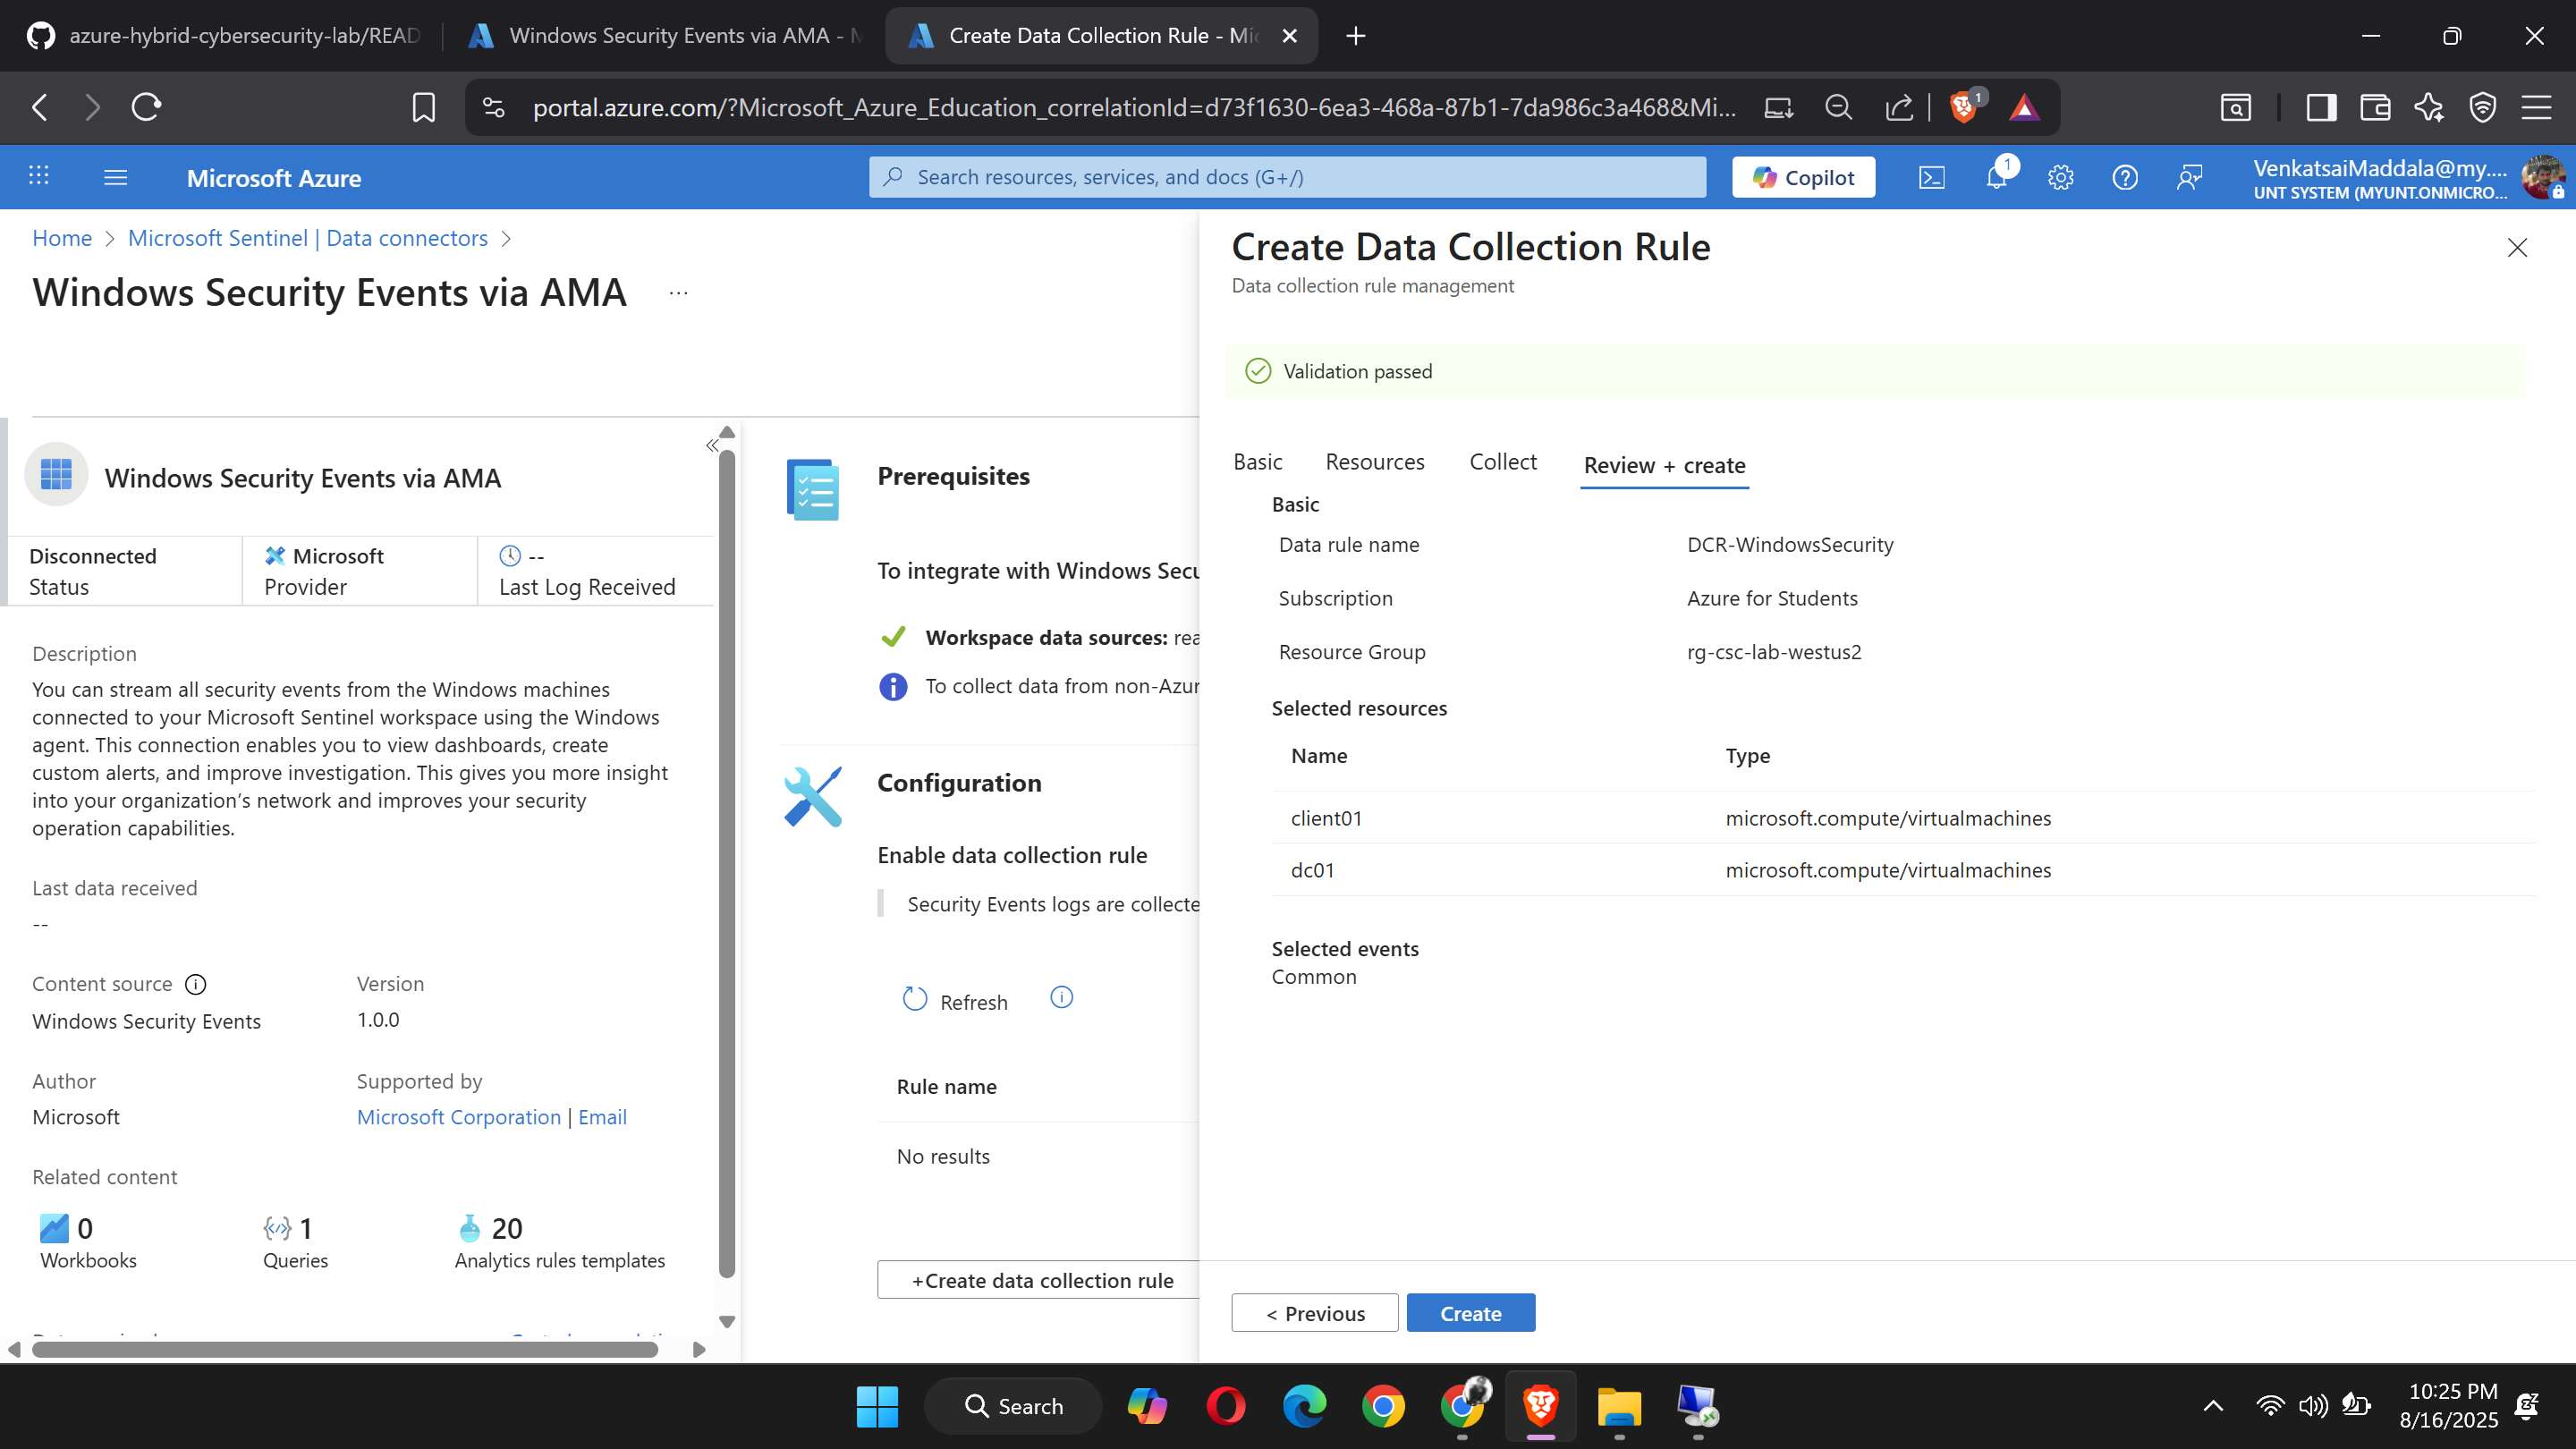 azure-hybrid-cybersecurity-lab/READ
Windows Security Events via AMA - M
Create Data Collection Rule - Mic
portal.azure.com/?Microsoft_Azure_Education_correlationId=d73f1630-6ea3-468a-87b1-7da986c3a468&Mi...
1
Microsoft Azure
Search resources, services, and docs (G+/)
Copilot
1
VenkatsaiMaddala@my....
UNT SYSTEM (MYUNT.ONMICRO...
Home > Microsoft Sentinel | Data connectors >
Windows Security Events via AMA ...
Windows Security Events via AMA
Disconnected
Status
Microsoft
Provider
--
Last Log Received
Description
You can stream all security events from the Windows machines
connected to your Microsoft Sentinel workspace using the Windows
agent. This connection enables you to view dashboards, create
custom alerts, and improve investigation. This gives you more insight
into your organization's network and improves your security
operation capabilities.
Last data received
--
Content source
Version
Windows Security Events
1.0.0
Author
Supported by
Microsoft
Microsoft Corporation | Email
Related content
0
Workbooks
1
Queries
20
Analytics rules templates
Prerequisites
To integrate with Windows Secu
Workspace data sources: rea
To collect data from non-Azur
Configuration
Enable data collection rule
Security Events logs are collecte
Refresh
Rule name
No results
+Create data collection rule
Create Data Collection Rule
Data collection rule management
Validation passed
Basic
Resources
Collect
Review + create
Basic
Data rule name
DCR-WindowsSecurity
Subscription
Azure for Students
Resource Group
rg-csc-lab-westus2
Selected resources
Name
Type
client01
microsoft.compute/virtualmachines
dc01
microsoft.compute/virtualmachines
Selected events
Common
< Previous
Create
Search
10:25 PM
8/16/2025